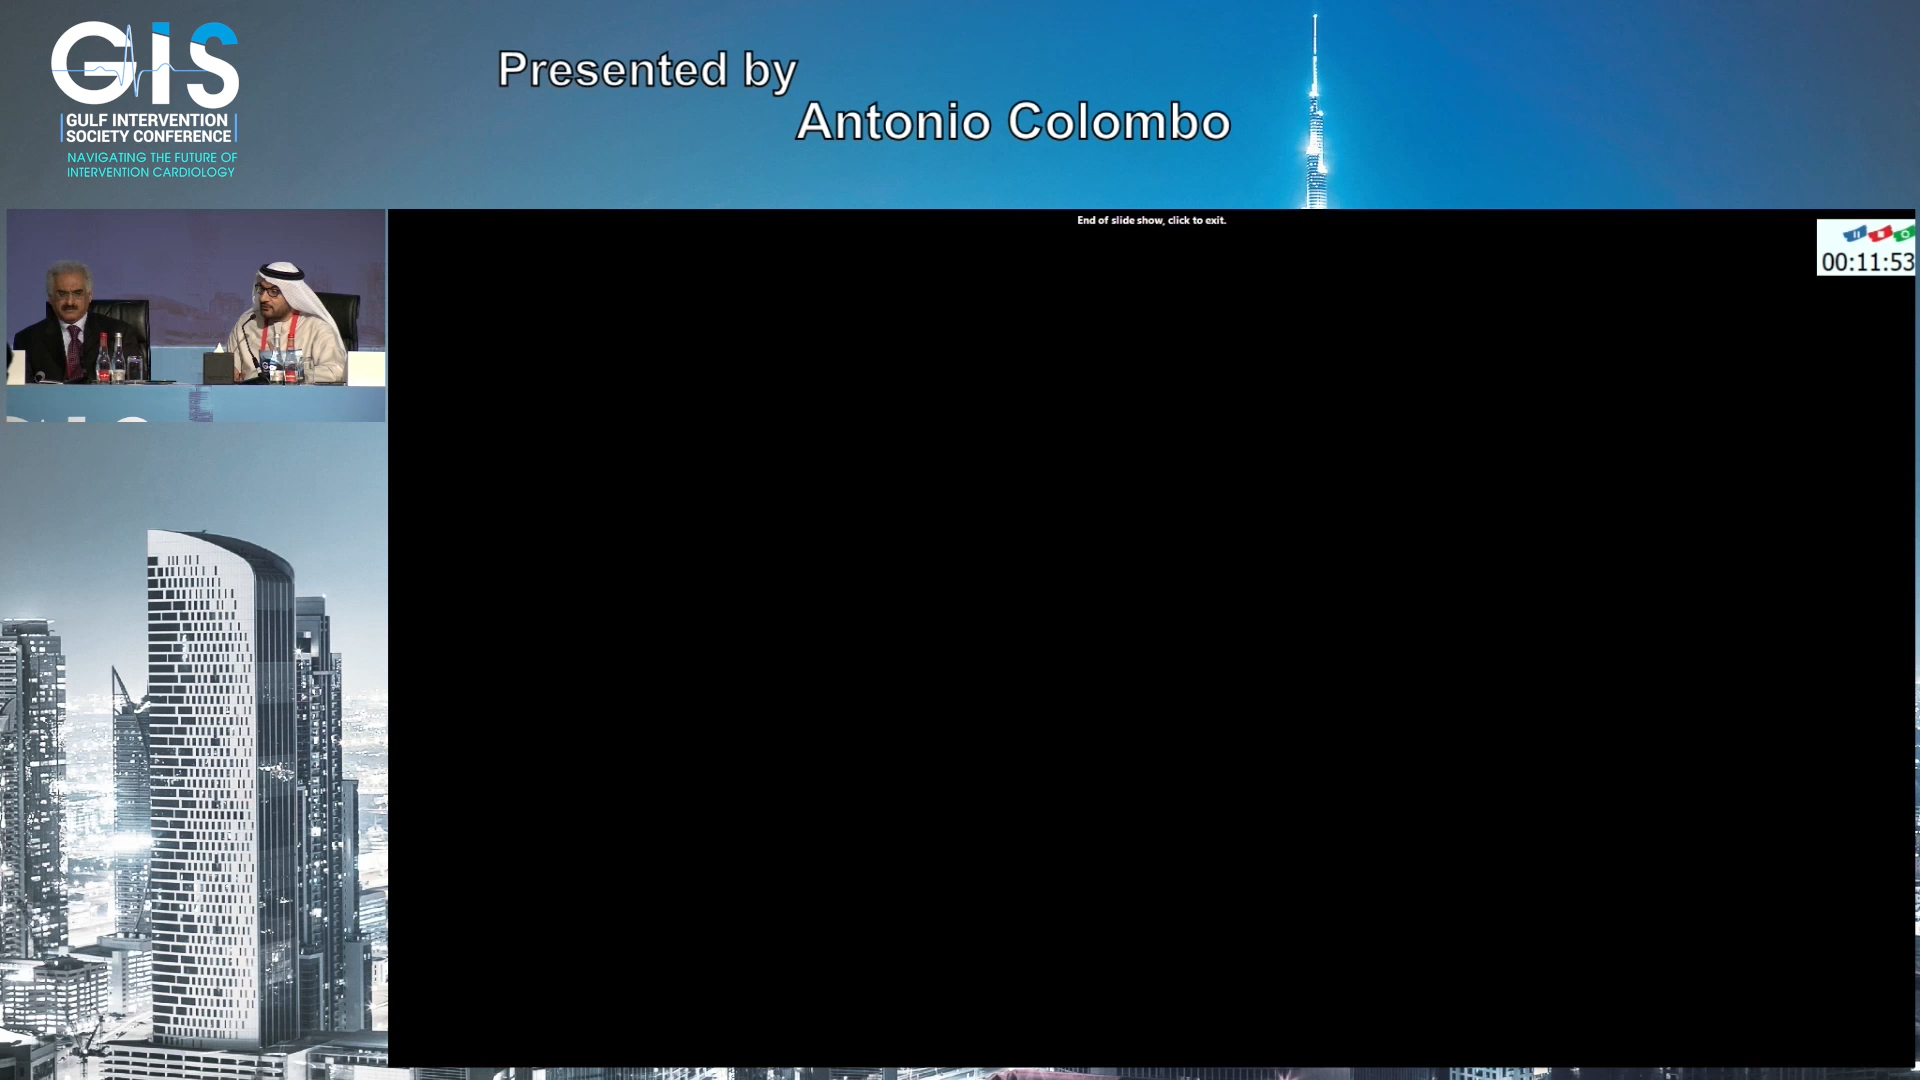 GIS
GULF INTERVENTION
SOCIETY CONFERENCE
NAVIGATING THE FUTURE OF
INTERVENTION CARDIOLOGY
Presented by
Antonio Colombo
End of slide show, click to exit.
00:11:53